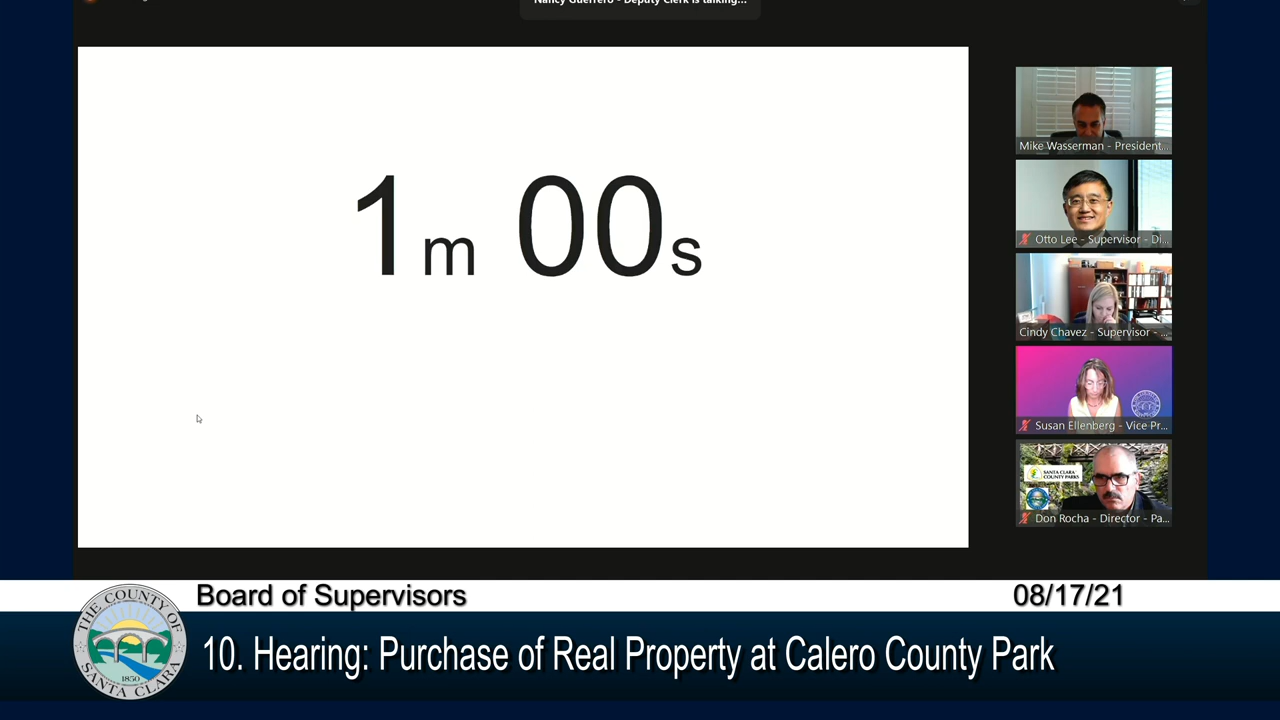 Nancy Guerrero - Deputy Clerk is talking...
1m 00s
Mike Wasserman - President...
Otto Lee - Supervisor - Di...
Cindy Chavez - Supervisor - ...
Susan Ellenberg - Vice Pr...
SANTA CLARA
COUNTY PARKS
Don Rocha - Director - Pa...
Board of Supervisors
08/17/21
THE COUNTY OF
SANTA CLARA
1850
10. Hearing: Purchase of Real Property at Calero County Park